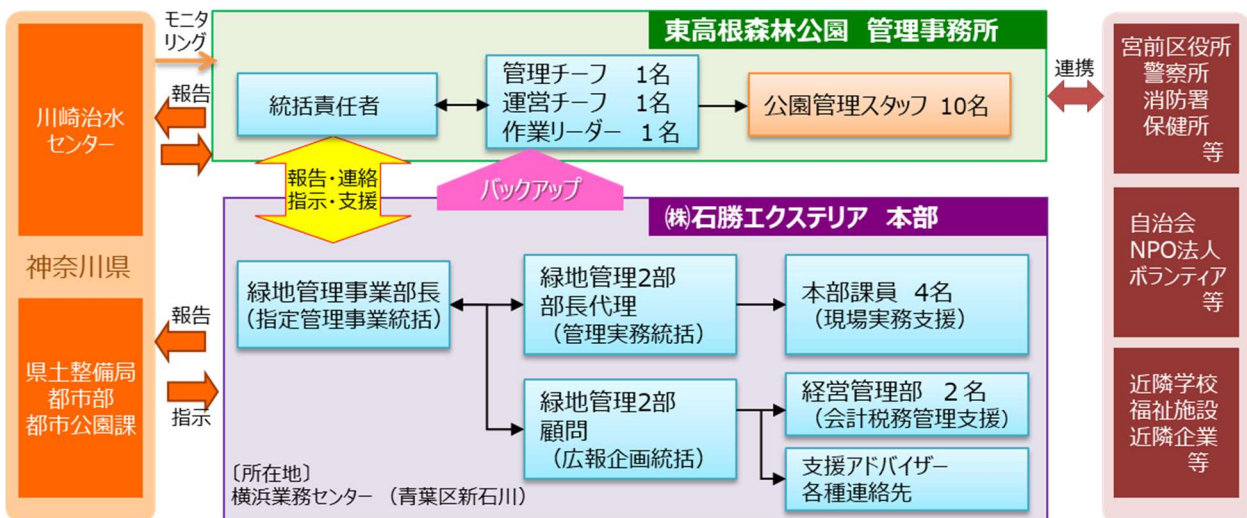 川崎治水
センター
神奈川県
県土整備局
都市部
都市公園課
モニタ
リング
報告
報告
指示
東高根森林公園 管理事務所
統括責任者
管理チーフ 1名
運営チーフ 1名
作業リーダー 1名
公園管理スタッフ 10名
報告・連絡
指示・支援
バックアップ
㈱石勝エクステリア 本部
緑地管理事業部長
(指定管理事業統括)
緑地管理2部
部長代理
(管理実務統括)
本部課員 4名
(現場実務支援)
緑地管理2部
顧問
(広報企画統括)
経営管理部 2名
(会計税務管理支援)
支援アドバイザー
各種連絡先
〔所在地〕
横浜業務センター (青葉区新石川)
連携
宮前区役所
警察所
消防署
保健所
等
自治会
NPO法人
ボランティア
等
近隣学校
福祉施設
近隣企業
等